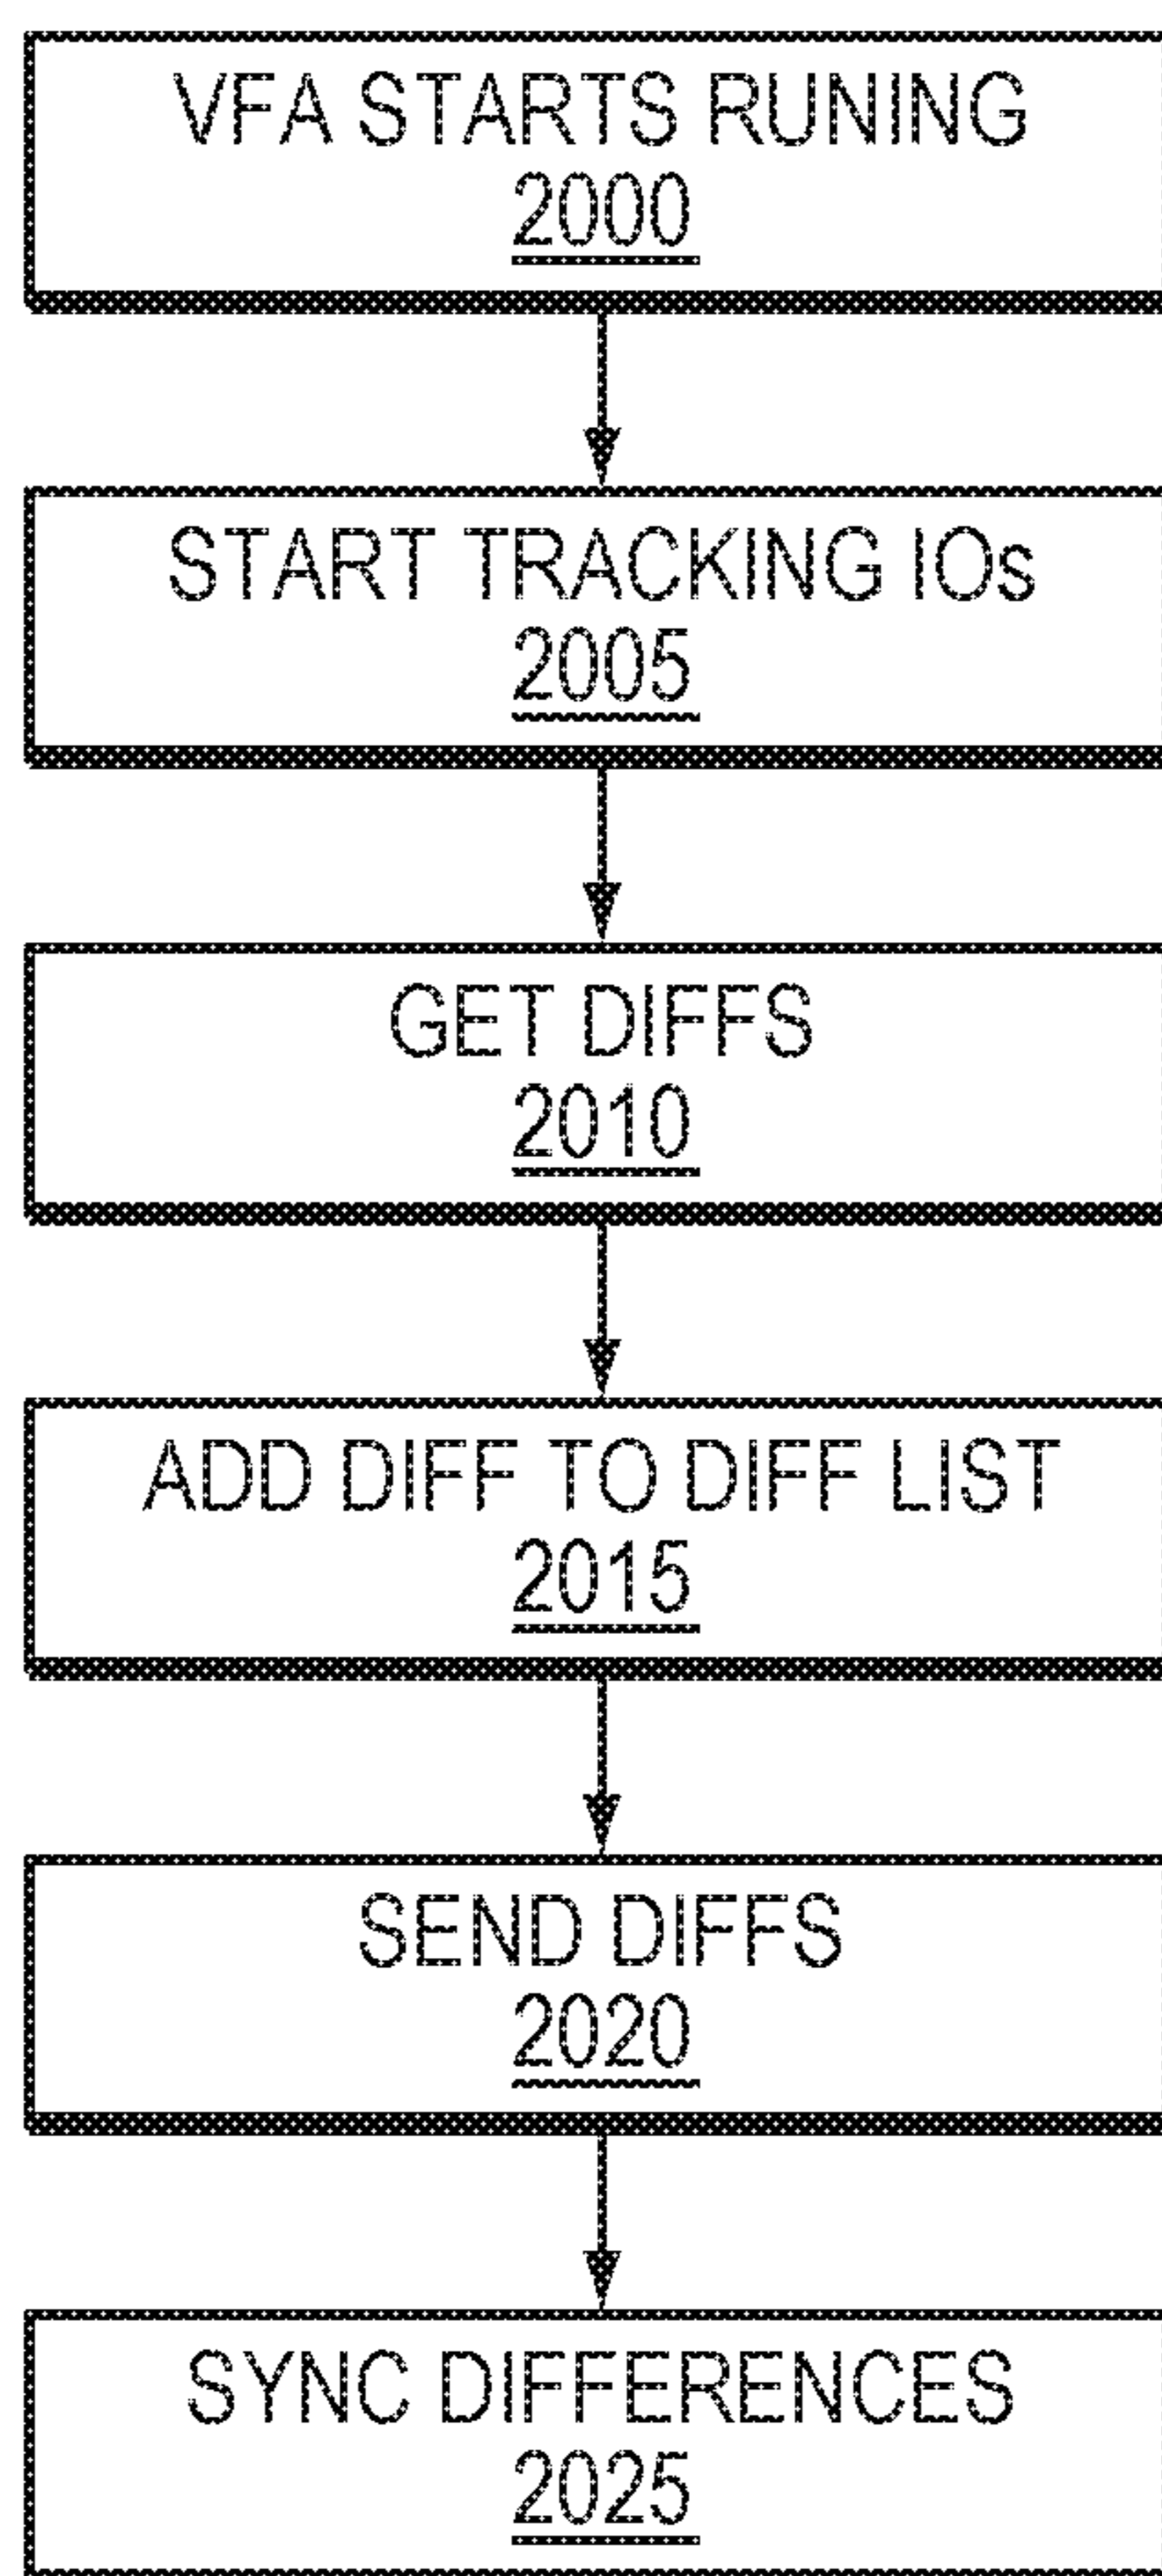 VFA STARTS RUNING
2000
START TRACKING IOs
2005
GET DIFFS
2010
ADD DIFF TO DIFF LIST
2015
SEND DIFFS
2020
SYNC DIFFERENCES
2025